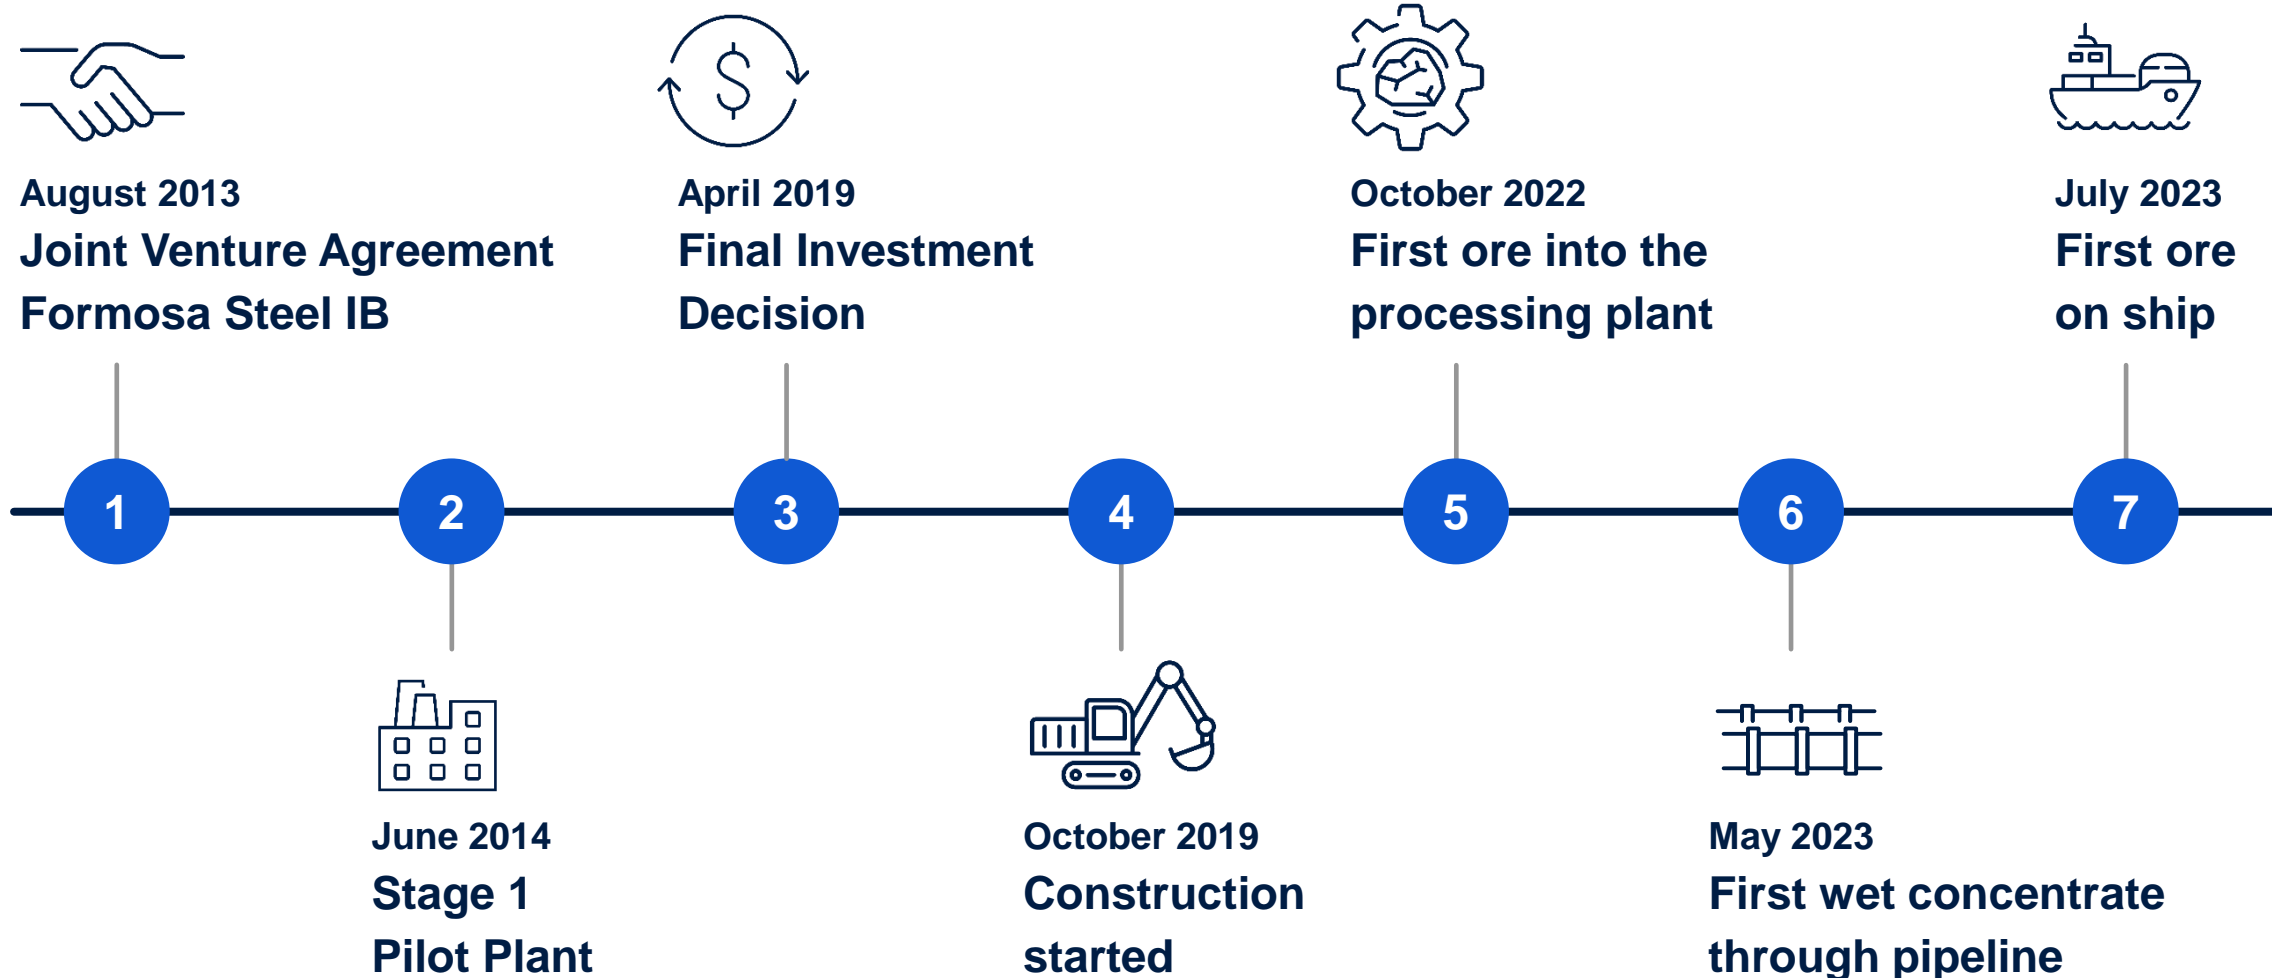 August 2013
Joint Venture Agreement
Formosa Steel IB
April 2019
Final Investment
Decision
October 2022
First ore into the
processing plant
July 2023
First ore
on ship
1
2
3
4
5
6
7
June 2014
Stage 1
Pilot Plant
October 2019
Construction
started
May 2023
First wet concentrate
through pipeline